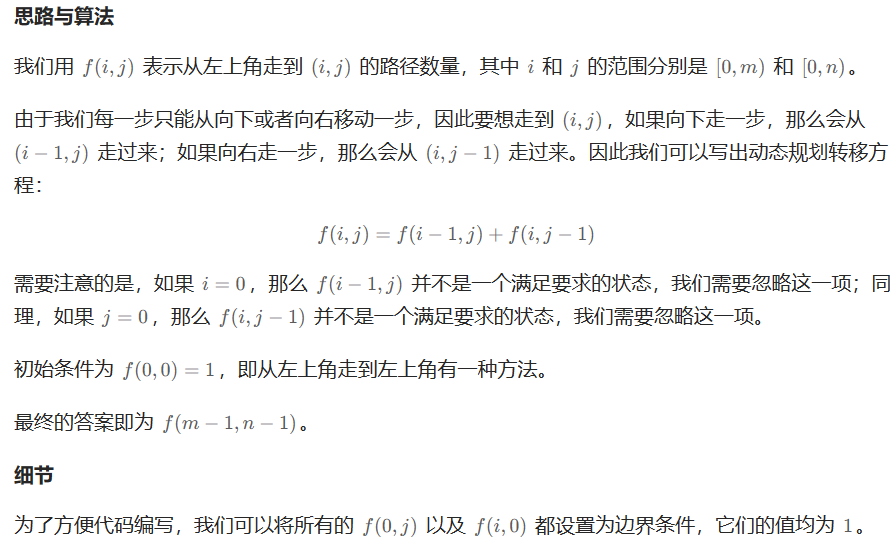 思路与算法
我们用 f(i, j) 表示从左上角走到 (i, j) 的路径数量，其中 i 和 j 的范围分别是 [0, m) 和 [0, n)。
由于我们每一步只能从向下或者向右移动一步，因此要想走到 (i, j)，如果向下走一步，那么会从
(i − 1, j) 走过来；如果向右走一步，那么会从 (i, j − 1) 走过来。因此我们可以写出动态规划转移方
程：
f(i, j) = f(i − 1, j) + f(i, j − 1)
需要注意的是，如果 i = 0，那么 f(i − 1, j) 并不是一个满足要求的状态，我们需要忽略这一项；同
理，如果 j = 0，那么 f(i, j − 1) 并不是一个满足要求的状态，我们需要忽略这一项。
初始条件为 f(0, 0) = 1，即从左上角走到左上角有一种方法。
最终的答案即为 f(m − 1, n − 1)。
细节
为了方便代码编写，我们可以将所有的 f(0, j) 以及 f(i, 0) 都设置为边界条件，它们的值均为 1。